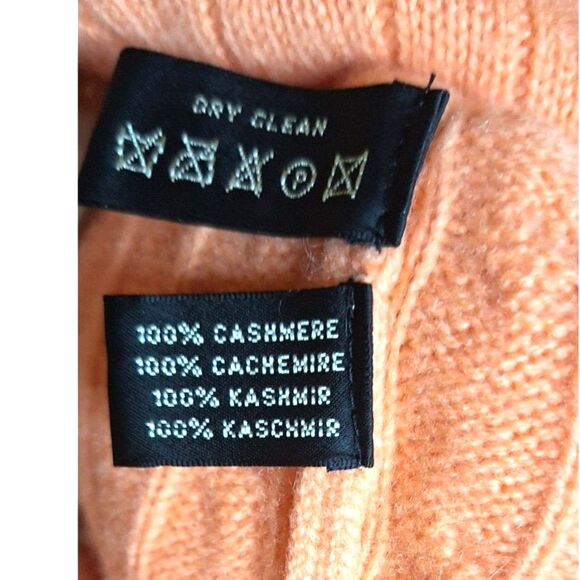 DRY CLEAN
P
100% CASHMERE
100% CACHEMIRE
100% KASHMIR
100% KASCHMIR